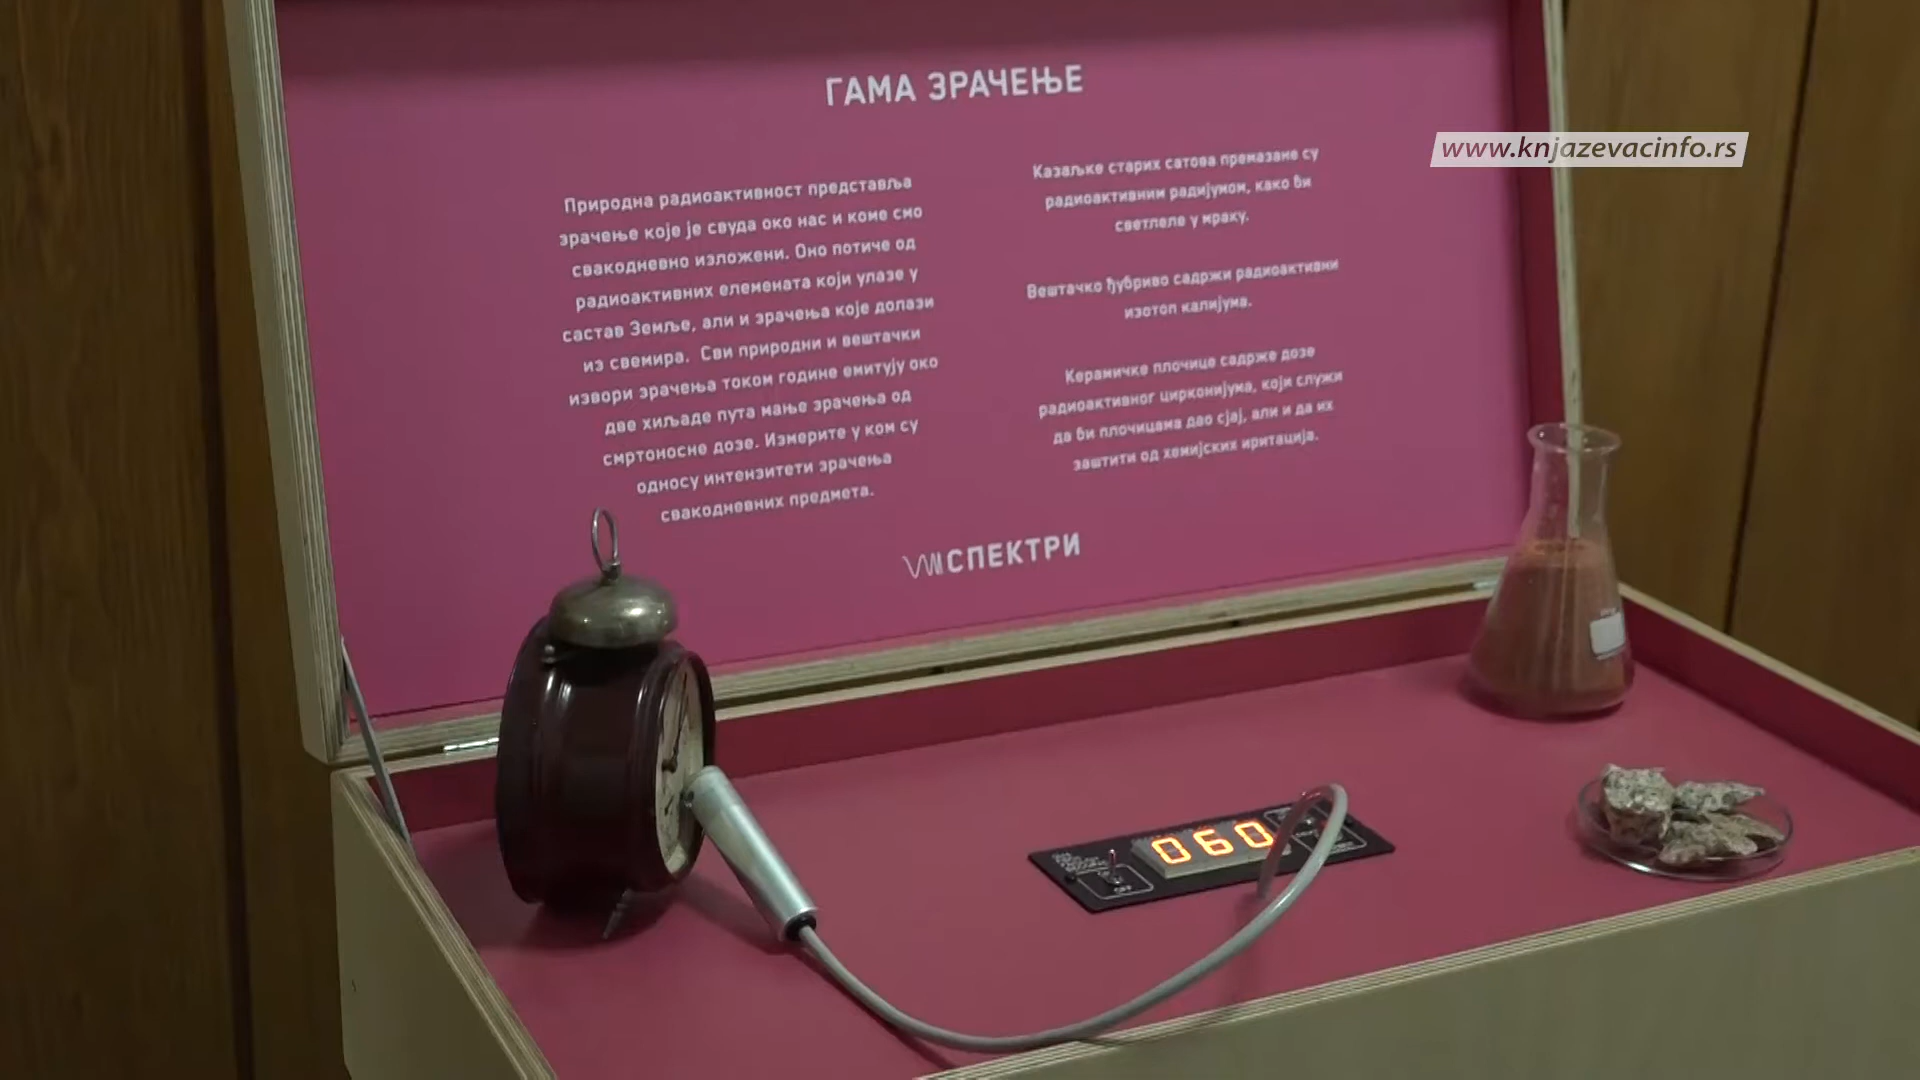 ГАМА ЗРАЧЕЊЕ
www.knjazevacinfo.rs
Природна радиоактивност представља
зрачење које је свуда око нас и коме смо
свакодневно изложени. Оно потиче од
радиоактивних елемената који улазе у
састав Земље, али и зрачења које долази
из свемира. Сви природни и вештачки
извори зрачења током године емитују око
две хиљаде пута мање зрачења од
смртоносне дозе. Измерите у ком су
односу интензитети зрачења
свакодневних предмета.
Казаљке старих сатова премазане су
радиоактивним радијумом, како би
светлеле у мраку.
Вештачко ђубриво садржи радиоактивни
изотоп калијума.
Керамичке плочице садрже дозе
радиоактивног цирконијума, који служи
да би плочицама дао сјај, али и да их
заштити од хемијских иритација.
СПЕКТРИ
060
OFF